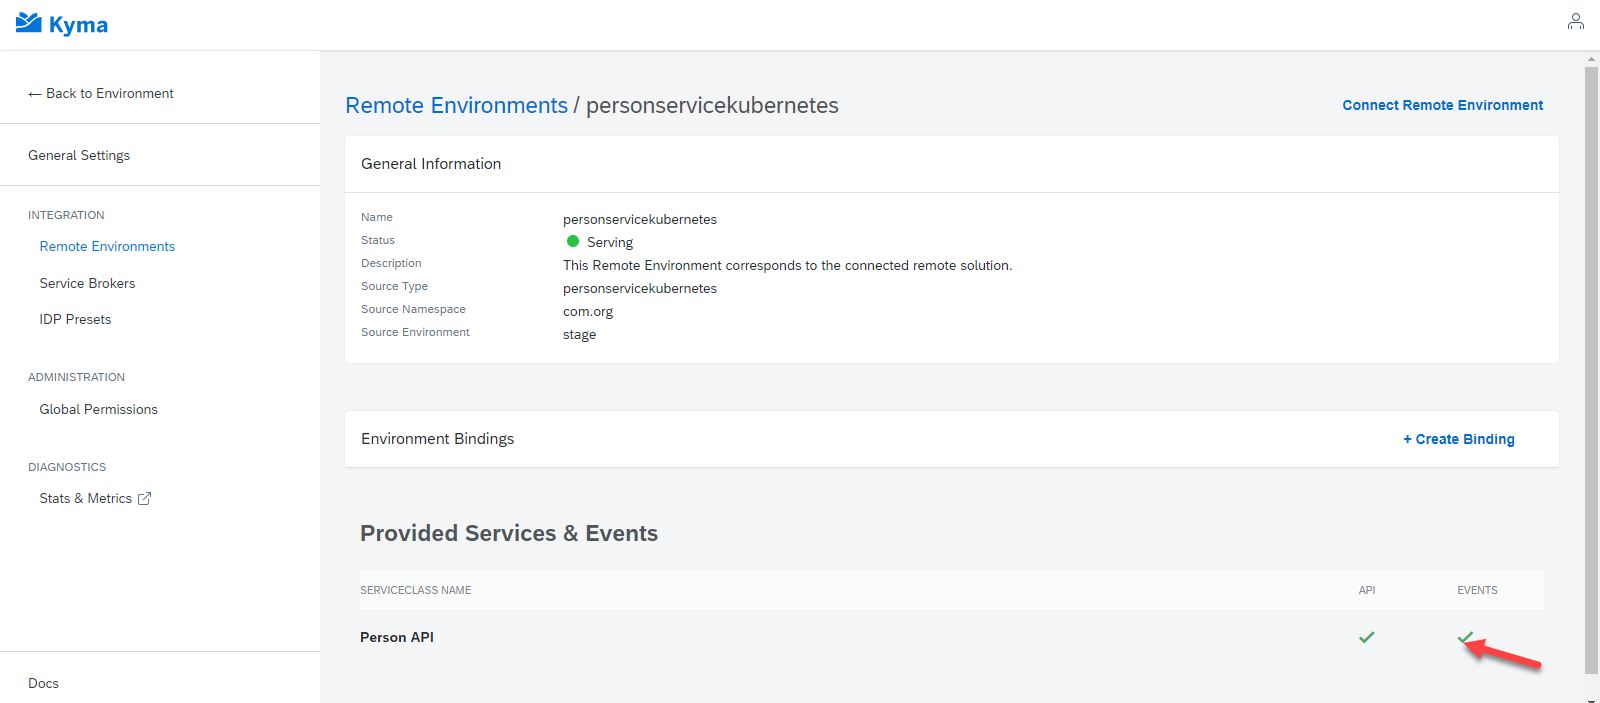 Kyma
← Back to Environment
General Settings
INTEGRATION
Remote Environments
Service Brokers
IDP Presets
ADMINISTRATION
Global Permissions
DIAGNOSTICS
Stats & Metrics
Docs
Remote Environments / personservicekubernetes
Connect Remote Environment
General Information
Name personservicekubernetes
Status Serving
Description This Remote Environment corresponds to the connected remote solution.
Source Type personservicekubernetes
Source Namespace com.org
Source Environment stage
Environment Bindings + Create Binding
Provided Services & Events
SERVICECLASS NAME API EVENTS
Person API